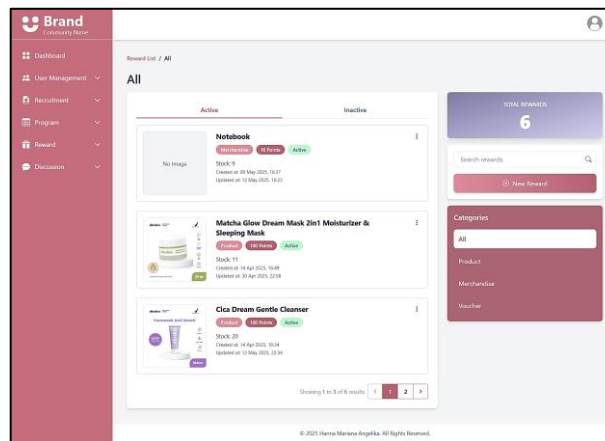 Brand
Community Name
Dashboard
User Management
Recruitment
Program
Reward
Discussion
Reward List / All
All
Active
Inactive
No Image
Notebook
Merchandise
10 Points
Active
Stock: 9
Created at: 09 May 2025, 16:37
Updated at: 12 May 2025, 16:23
Matcha Glow Dream Mask 2in1 Moisturizer &
Sleeping Mask
Product
100 Points
Active
Stock: 11
Created at: 14 Apr 2025, 16:49
Updated at: 30 Apr 2025, 22:58
Cica Dream Gentle Cleanser
Product
100 Points
Active
Stock: 20
Created at: 14 Apr 2025, 10:34
Updated at: 12 May 2025, 22:34
Showing 1 to 3 of 6 results
< 1 2 >
TOTAL REWARDS
6
Search rewards
New Reward
Categories
All
Product
Merchandise
Voucher
© 2025 Hanna Mariana Angelika. All Rights Reserved.